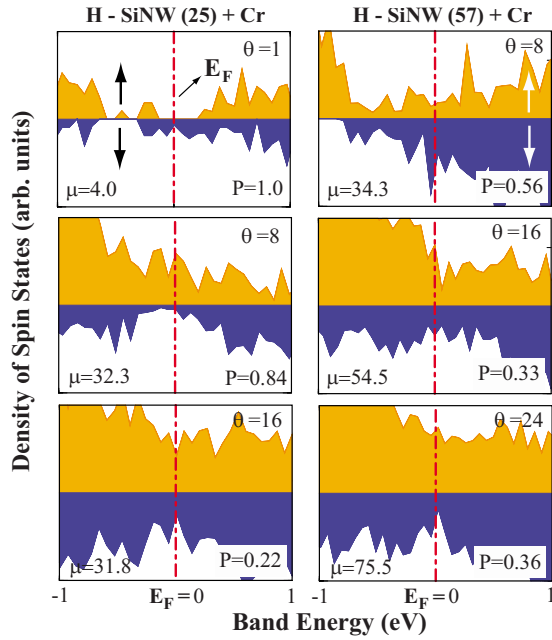 H - SiNW (25) + Cr
H - SiNW (57) + Cr
θ =1
E_F
μ=4.0
P=1.0
θ =8
μ=34.3
P=0.56
θ =8
μ=32.3
P=0.84
θ =16
μ=54.5
P=0.33
θ =16
μ=31.8
P=0.22
θ =24
μ=75.5
P=0.36
-1
E_F = 0
1
-1
E_F = 0
1
Band Energy (eV)
Density of Spin States (arb. units)